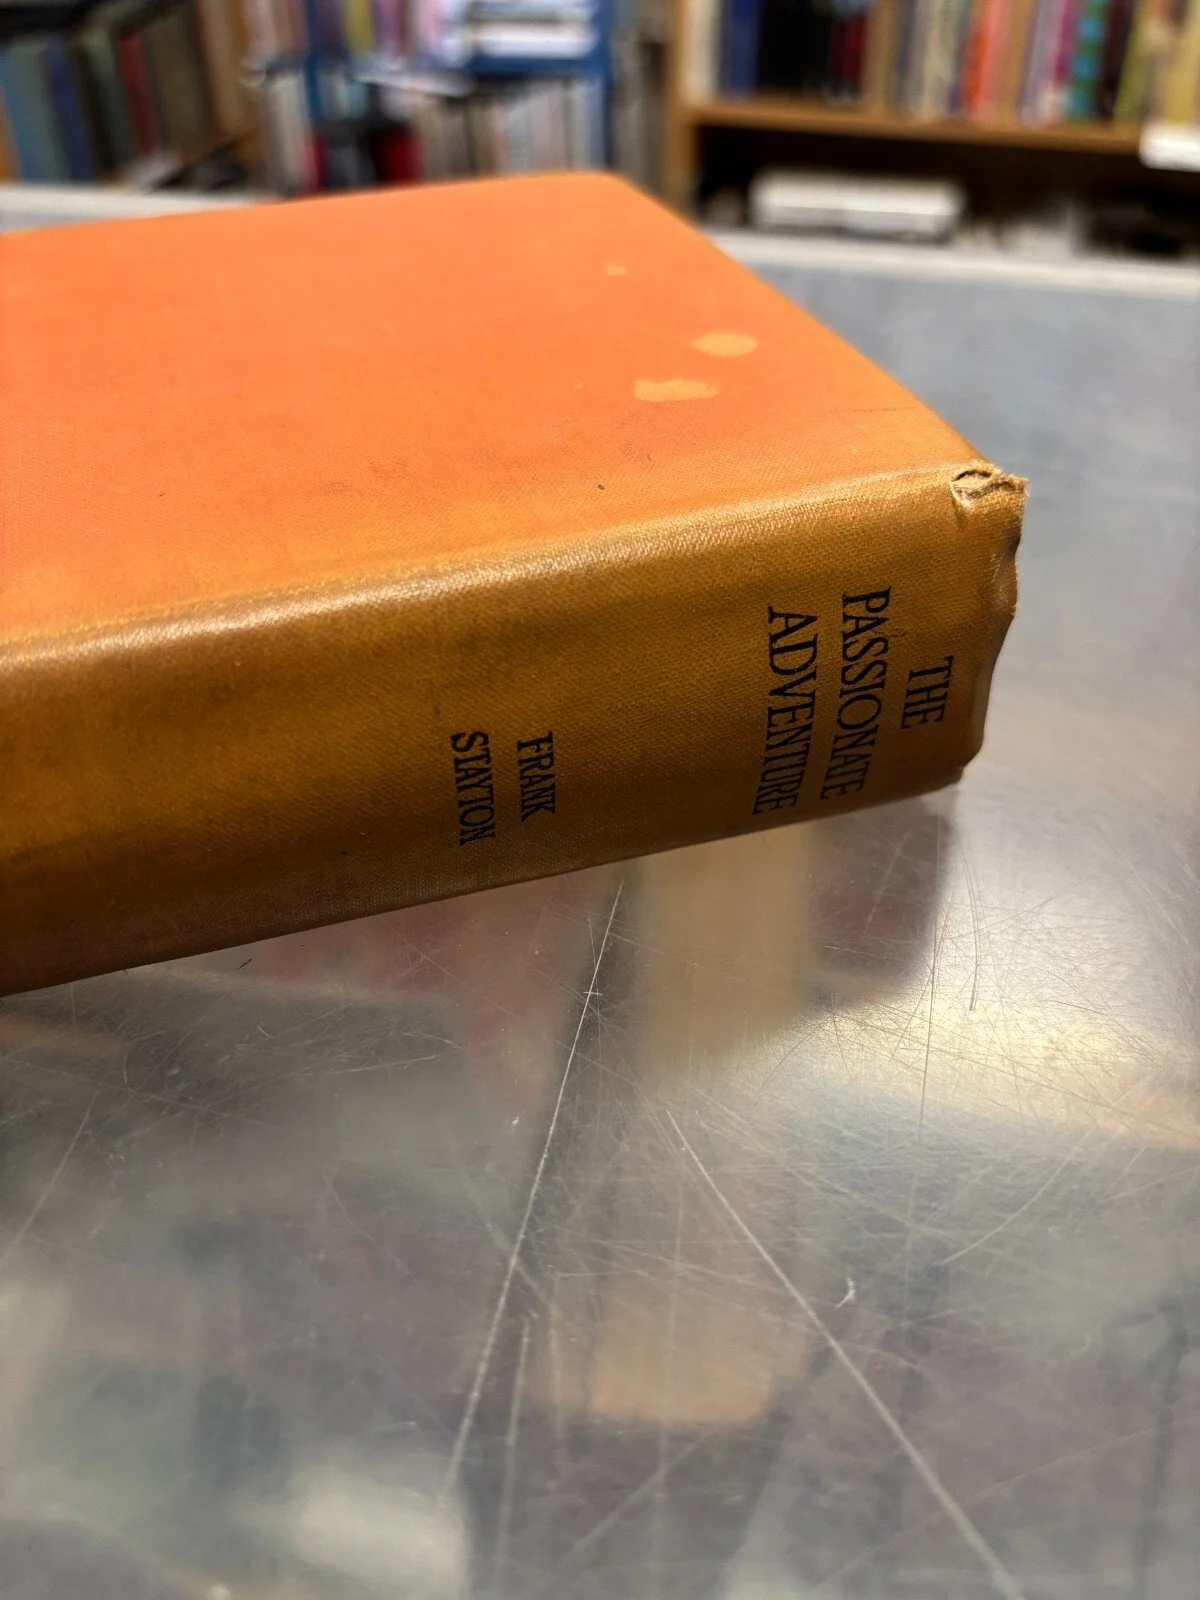 THE
PASSIONATE
ADVENTURE
FRANK
STAYTON